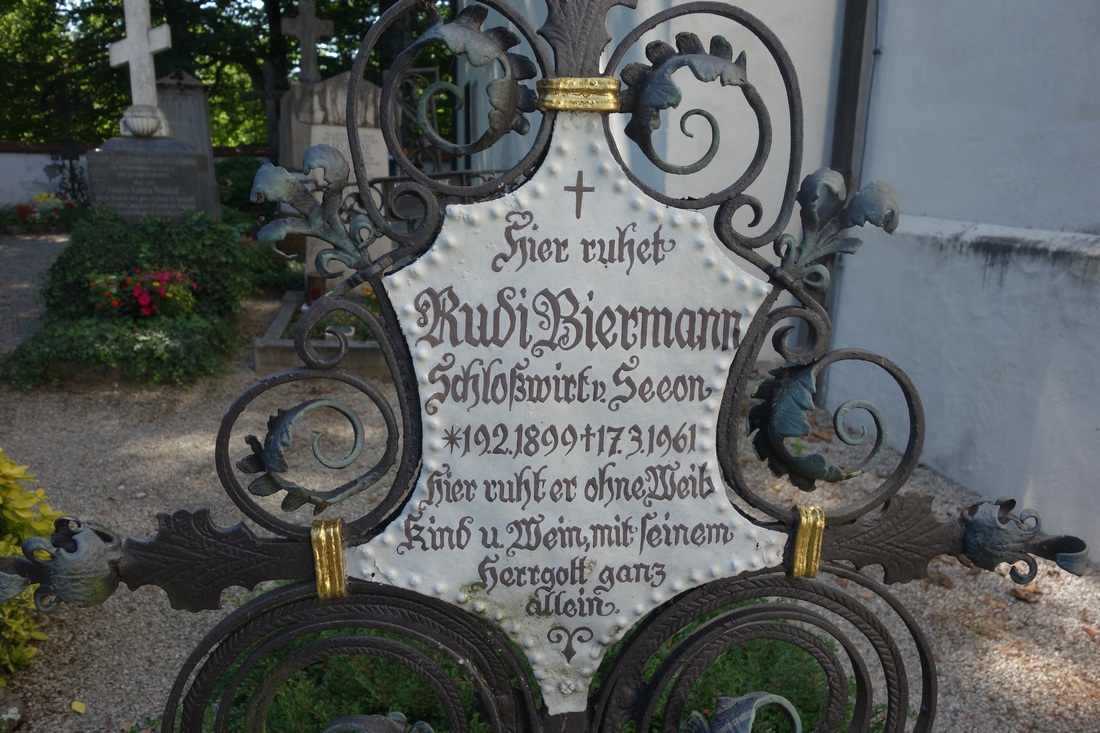 Hier ruhet
Rudi Biermann
Schloßwirt v. Seeon
*19.2.1899†17.3.1961
Hier ruht er ohne Weib
Kind u. Wein, mit seinem
Herrgott ganz
allein.